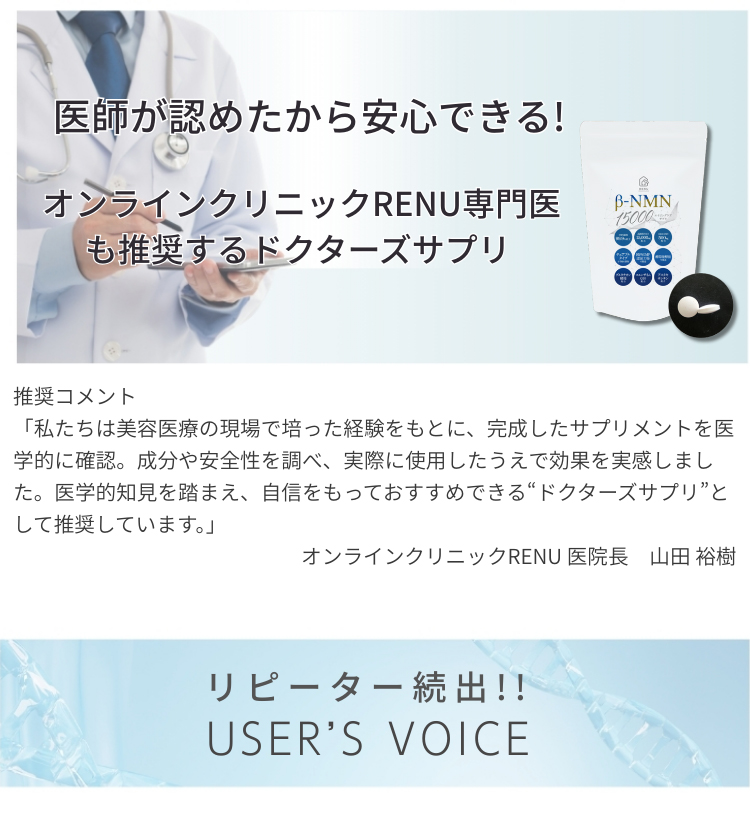 医師が認めたから安心できる!
オンラインクリニックRENU専門医
も推奨するドクターズサプリ
β-NMN
15000
推奨コメント
「私たちは美容医療の現場で培った経験をもとに、完成したサプリメントを医
学的に確認。成分や安全性を調べ、実際に使用したうえで効果を実感しまし
た。医学的知見を踏まえ、自信をもっておすすめできる“ドクターズサプリ”と
して推奨しています。」
オンラインクリニックRENU 医院長　山田 裕樹
リピーター続出!!
USER’S VOICE